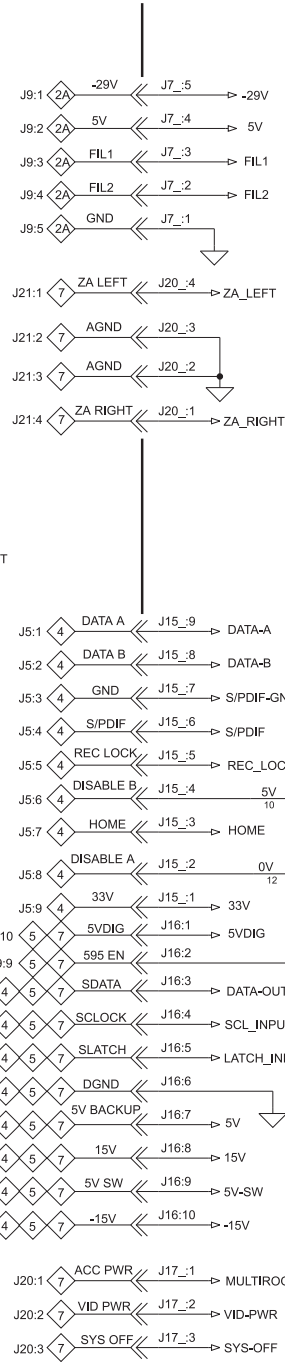 J9:1 2A -29V J7_:5 -29V
J9:2 2A 5V J7_:4 5V
J9:3 2A FIL1 J7_:3 FIL1
J9:4 2A FIL2 J7_:2 FIL2
J9:5 2A GND J7_:1
J21:1 7 ZA LEFT J20_:4 ZA_LEFT
J21:2 7 AGND J20_:3
J21:3 7 AGND J20_:2
J21:4 7 ZA RIGHT J20_:1 ZA_RIGHT
T
J5:1 4 DATA A J15_:9 DATA-A
J5:2 4 DATA B J15_:8 DATA-B
J5:3 4 GND J15_:7 S/PDIF-GN
J5:4 4 S/PDIF J15_:6 S/PDIF
J5:5 4 REC LOCK J15_:5 REC_LOC
J5:6 4 DISABLE B J15_:4 5V 10
J5:7 4 HOME J15_:3 HOME
J5:8 4 DISABLE A J15_:2 0V 12
J5:9 4 33V J15_:1 33V
10 5 7 5VDIG J16:1 5VDIG
9:9 5 7 595 EN J16:2
4 5 7 SDATA J16:3 DATA-OUT
4 5 7 SCLOCK J16:4 SCL_INPU
4 5 7 SLATCH J16:5 LATCH_IN
4 5 7 DGND J16:6
4 5 7 5V BACKUP J16:7 5V
4 5 7 15V J16:8 15V
4 5 7 5V SW J16:9 5V-SW
4 5 7 -15V J16:10 -15V
J20:1 7 ACC PWR J17_:1 MULTIROO
J20:2 7 VID PWR J17_:2 VID-PWR
J20:3 7 SYS OFF J17_:3 SYS-OFF